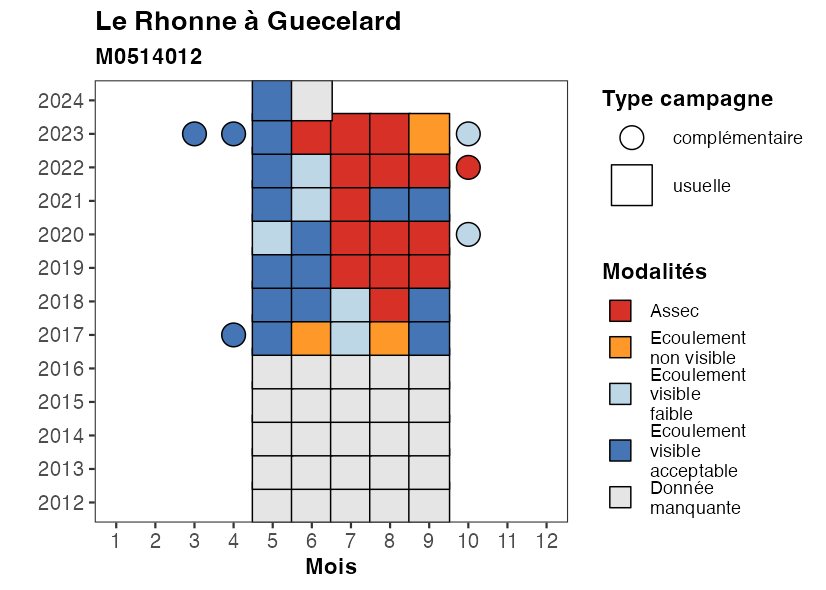 Le Rhonne à Guecelard
M0514012
2024
2023
2022
2021
2020
2019
2018
2017
2016
2015
2014
2013
2012
1 2 3 4 5 6 7 8 9 10 11 12
Mois
Type campagne
complémentaire
usuelle
Modalités
Assec
Ecoulement
non visible
Ecoulement
visible
faible
Ecoulement
visible
acceptable
Donnée
manquante